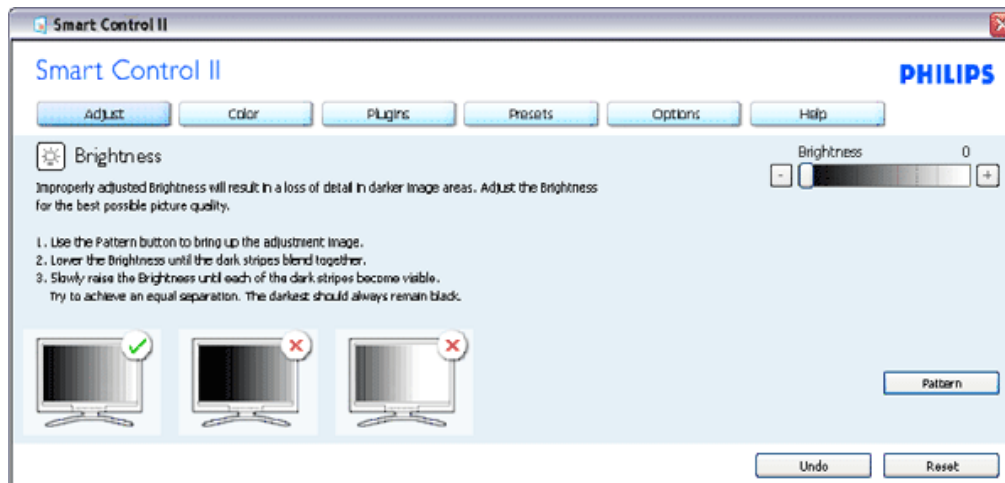 Smart Control II
Smart Control II
PHILIPS
Adjust Color Plugins Presets Options Help
Brightness
Brightness 0
Improperly adjusted Brightness will result in a loss of detail in darker image areas. Adjust the Brightness
for the best possible picture quality.
- +
1. Use the Pattern button to bring up the adjustment image.
2. Lower the Brightness until the dark stripes blend together.
3. Slowly raise the Brightness until each of the dark stripes become visible.
Try to achieve an equal separation. The darkest should always remain black.
Pattern
Undo Reset